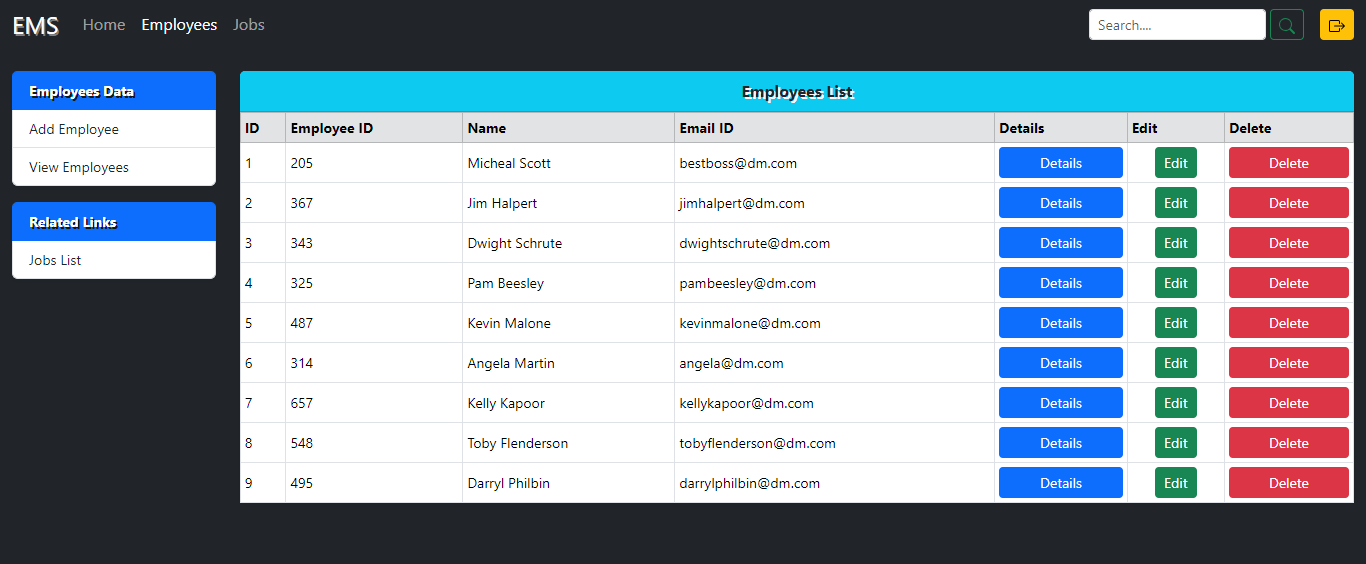 EMS Home Employees Jobs Search....
Employees Data
Add Employee
View Employees
Related Links
Jobs List
Employees List
ID Employee ID Name Email ID Details Edit Delete
1 205 Micheal Scott bestboss@dm.com Details Edit Delete
2 367 Jim Halpert jimhalpert@dm.com Details Edit Delete
3 343 Dwight Schrute dwightschrute@dm.com Details Edit Delete
4 325 Pam Beesley pambeesley@dm.com Details Edit Delete
5 487 Kevin Malone kevinmalone@dm.com Details Edit Delete
6 314 Angela Martin angela@dm.com Details Edit Delete
7 657 Kelly Kapoor kellykapoor@dm.com Details Edit Delete
8 548 Toby Flenderson tobyflenderson@dm.com Details Edit Delete
9 495 Darryl Philbin darrylphilbin@dm.com Details Edit Delete